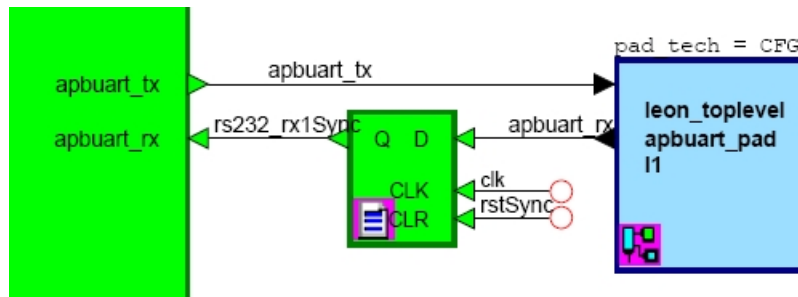 pad tech = CFG
apbuart_tx
apbuart_tx
leon_toplevel
apbuart_pad
I1
apbuart_rx
rs232_rx1Sync
Q D
apbuart_rx
CLK
clk
CLR
rstSync